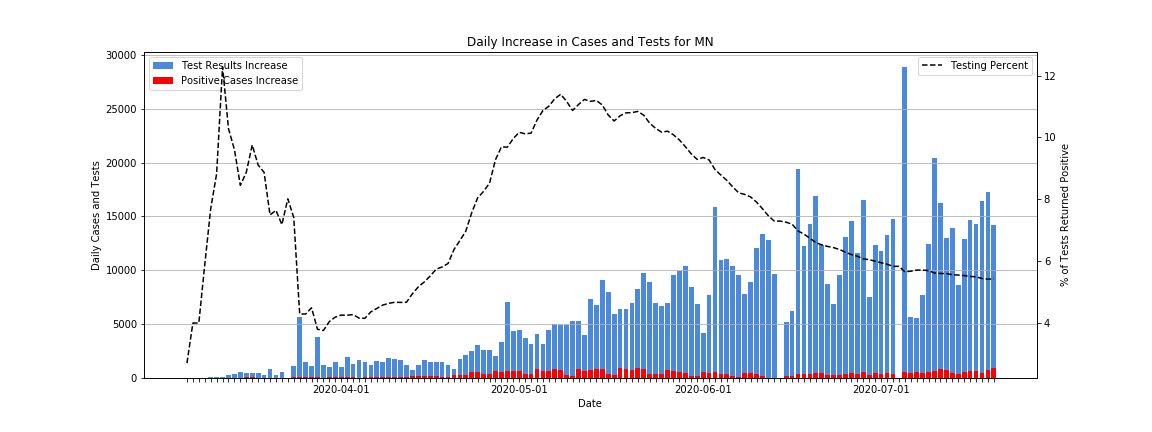 Daily Increase in Cases and Tests for MN
Test Results Increase
Positive Cases Increase
Testing Percent
30000
25000
20000
15000
10000
5000
0
Daily Cases and Tests
12
10
8
6
4
% of Tests Returned Positive
2020-04-01
2020-05-01
2020-06-01
2020-07-01
Date